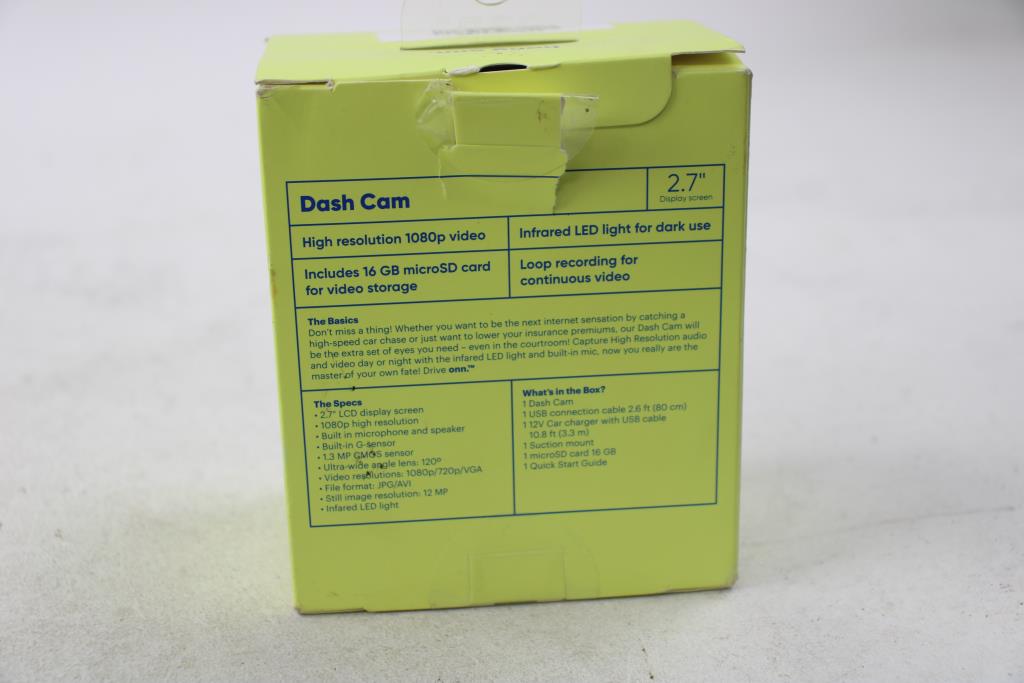 Dash Cam
2.7"
Display screen
High resolution 1080p video
Infrared LED light for dark use
Includes 16 GB microSD card
for video storage
Loop recording for
continuous video
The Basics
Don't miss a thing! Whether you want to be the next internet sensation by catching a
high-speed car chase or just want to lower your insurance premiums, our Dash Cam will
be the extra set of eyes you need – even in the courtroom! Capture High Resolution audio
and video day or night with the infared LED light and built-in mic, now you really are the
master of your own fate! Drive onn.™
The Specs
• 2.7" LCD display screen
• 1080p high resolution
• Built in microphone and speaker
• Built-in G-sensor
• 1.3 MP CMOS sensor
• Ultra-wide angle lens: 120º
• Video resolutions: 1080p/720p/VGA
• File format: JPG/AVI
• Still image resolution: 12 MP
• Infared LED light
What's in the Box?
1 Dash Cam
1 USB connection cable 2.6 ft (80 cm)
1 12V Car charger with USB cable
10.8 ft (3.3 m)
1 Suction mount
1 microSD card 16 GB
1 Quick Start Guide